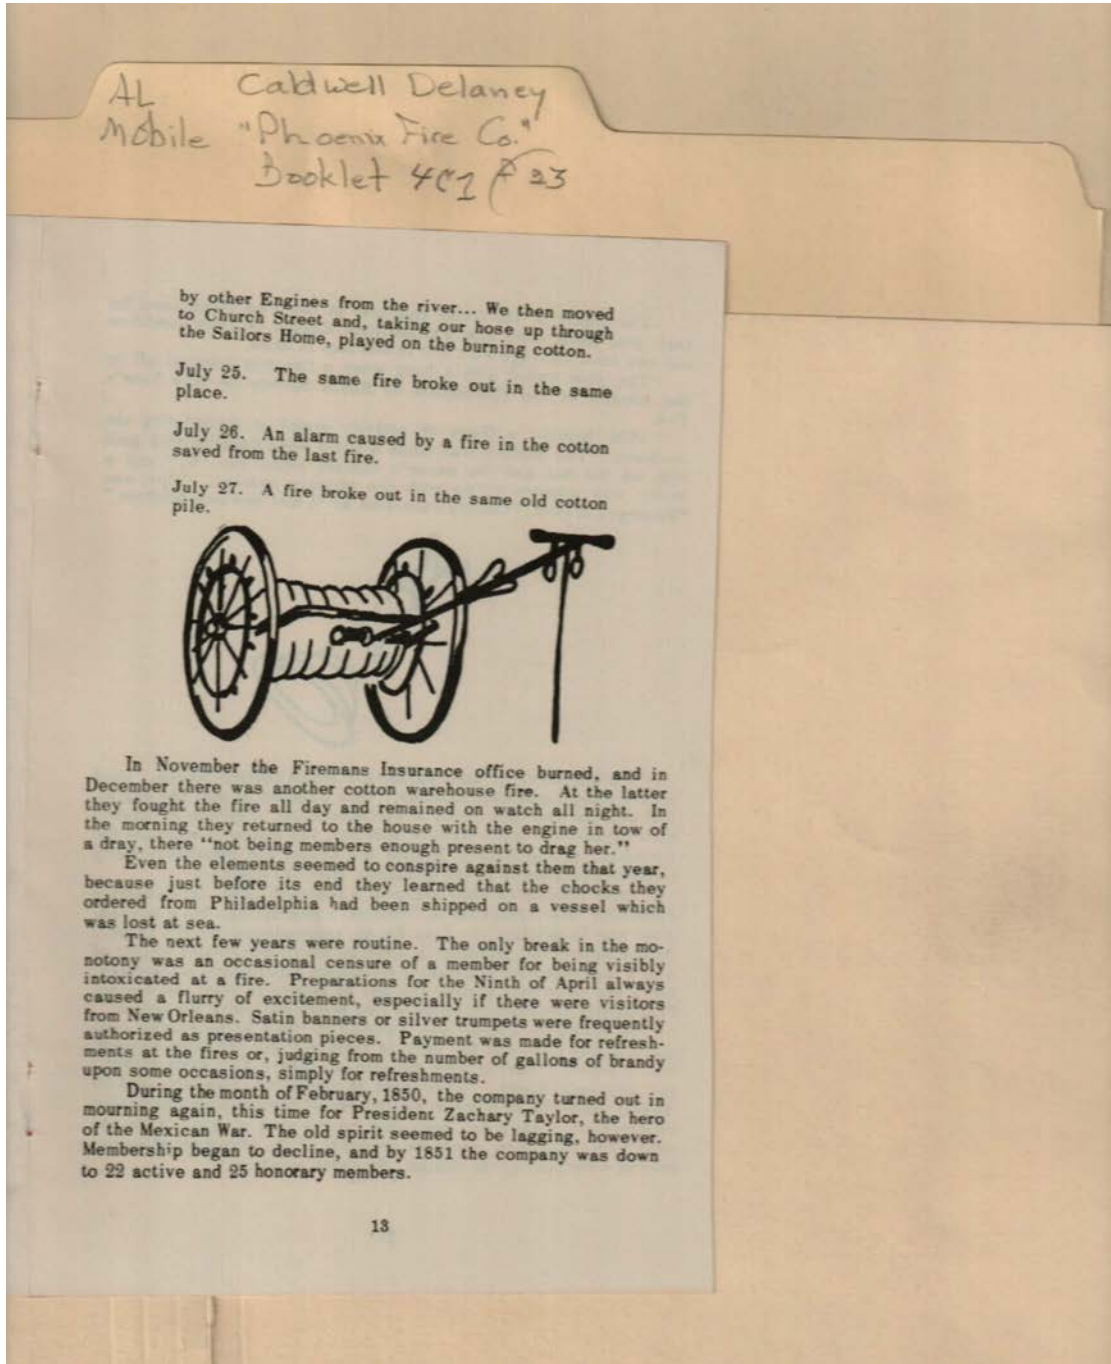 AL Caldwell Delaney
Mobile "Phoenix Fire Co."
Booklet 4C1 P 23
by other Engines from the river... We then moved
to Church Street and, taking our hose up through
the Sailors Home, played on the burning cotton.
July 25. The same fire broke out in the same
place.
July 26. An alarm caused by a fire in the cotton
saved from the last fire.
July 27. A fire broke out in the same old cotton
pile.
In November the Firemans Insurance office burned, and in
December there was another cotton warehouse fire. At the latter
they fought the fire all day and remained on watch all night. In
the morning they returned to the house with the engine in tow of
a dray, there "not being members enough present to drag her."
Even the elements seemed to conspire against them that year,
because just before its end they learned that the chocks they
ordered from Philadelphia had been shipped on a vessel which
was lost at sea.
The next few years were routine. The only break in the mo-
notony was an occasional censure of a member for being visibly
intoxicated at a fire. Preparations for the Ninth of April always
caused a flurry of excitement, especially if there were visitors
from New Orleans. Satin banners or silver trumpets were frequently
authorized as presentation pieces. Payment was made for refresh-
ments at the fires or, judging from the number of gallons of brandy
upon some occasions, simply for refreshments.
During the month of February, 1850, the company turned out in
mourning again, this time for President Zachary Taylor, the hero
of the Mexican War. The old spirit seemed to be lagging, however.
Membership began to decline, and by 1851 the company was down
to 22 active and 25 honorary members.
13